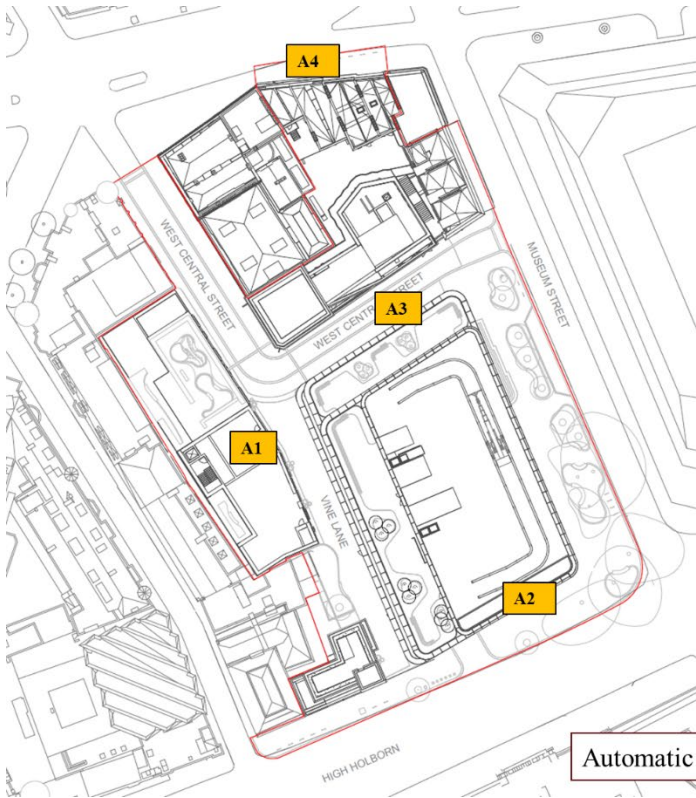 A4
WEST CENTRAL STREET
MUSEUM STREET
A3
WEST CENTRAL STREET
A1
VINE LANE
A2
HIGH HOLBORN
Automatic